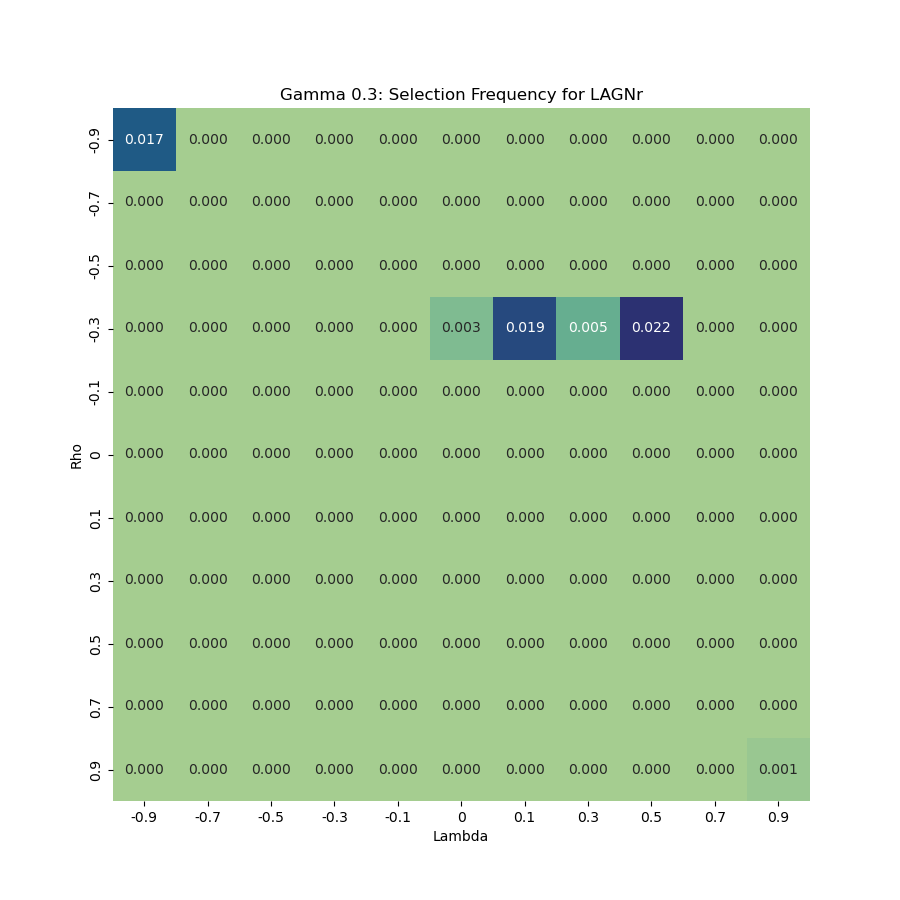 Gamma 0.3: Selection Frequency for LAGNr
-0.9 0.017 0.000 0.000 0.000 0.000 0.000 0.000 0.000 0.000 0.000 0.000
-0.7 0.000 0.000 0.000 0.000 0.000 0.000 0.000 0.000 0.000 0.000 0.000
-0.5 0.000 0.000 0.000 0.000 0.000 0.000 0.000 0.000 0.000 0.000 0.000
-0.3 0.000 0.000 0.000 0.000 0.000 0.003 0.019 0.005 0.022 0.000 0.000
-0.1 0.000 0.000 0.000 0.000 0.000 0.000 0.000 0.000 0.000 0.000 0.000
Rho
0 0.000 0.000 0.000 0.000 0.000 0.000 0.000 0.000 0.000 0.000 0.000
0.1 0.000 0.000 0.000 0.000 0.000 0.000 0.000 0.000 0.000 0.000 0.000
0.3 0.000 0.000 0.000 0.000 0.000 0.000 0.000 0.000 0.000 0.000 0.000
0.5 0.000 0.000 0.000 0.000 0.000 0.000 0.000 0.000 0.000 0.000 0.000
0.7 0.000 0.000 0.000 0.000 0.000 0.000 0.000 0.000 0.000 0.000 0.000
0.9 0.000 0.000 0.000 0.000 0.000 0.000 0.000 0.000 0.000 0.000 0.001
-0.9 -0.7 -0.5 -0.3 -0.1 0 0.1 0.3 0.5 0.7 0.9
Lambda